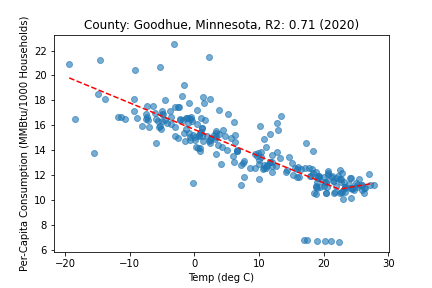 County: Goodhue, Minnesota, R2: 0.71 (2020)
Per-Capita Consumption (MMBtu/1000 Households)
22
20
18
16
14
12
10
8
6
−20 −10 0 10 20 30
Temp (deg C)